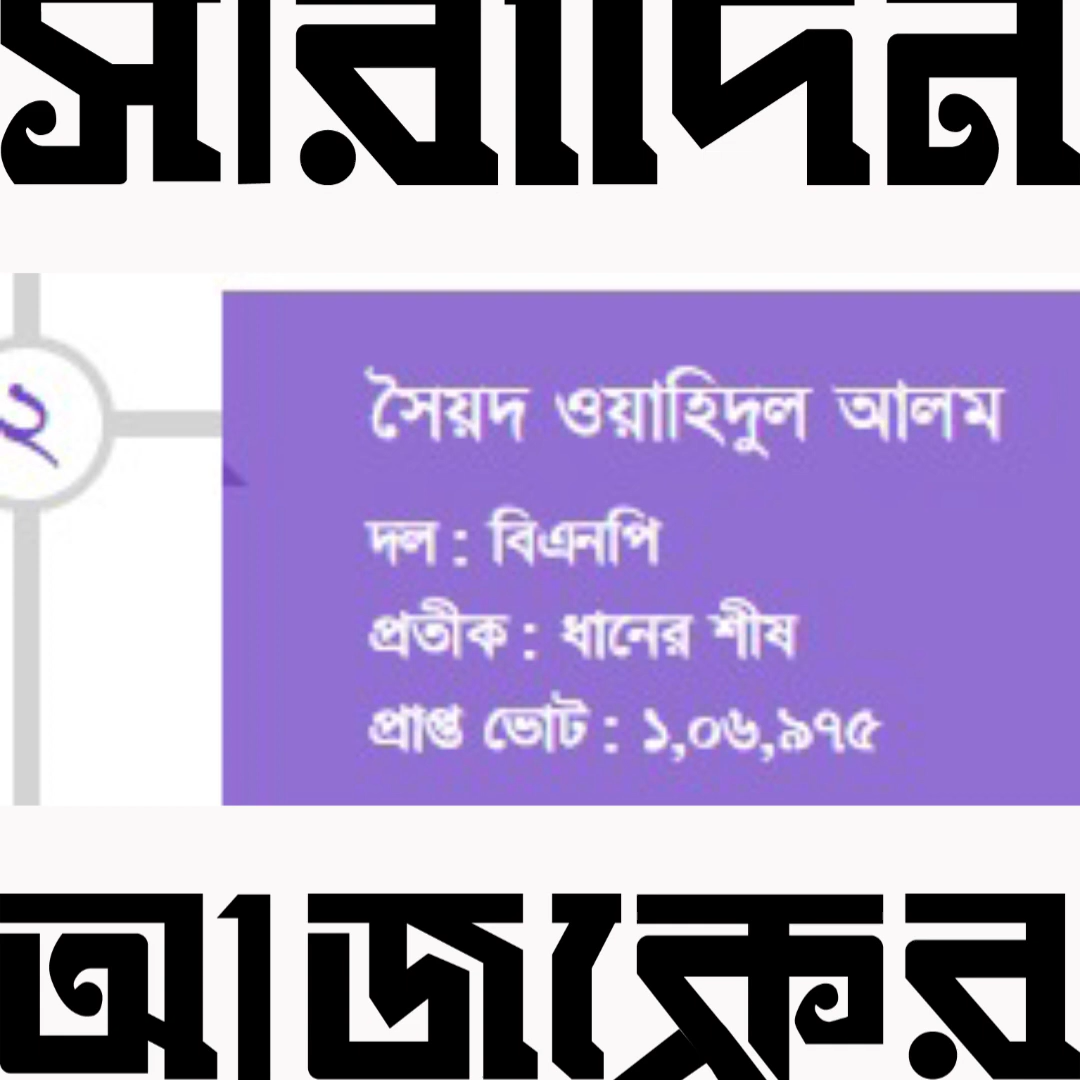 সারাদিন
২
সৈয়দ ওয়াহিদুল আলম
দল : বিএনপি
প্রতীক : ধানের শীষ
প্রাপ্ত ভোট : ১,০৬,৯৭৫
আজকের